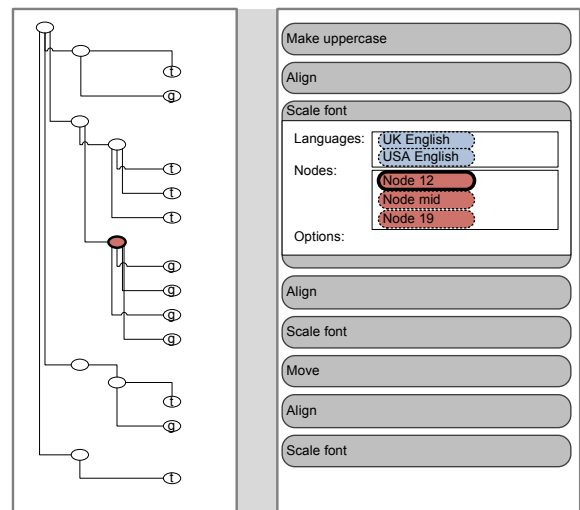 t
g
t
t
t
g
g
g
g
t
g
t
Make uppercase
Align
Scale font
Languages:
UK English
USA English
Nodes:
Node 12
Node mid
Node 19
Options:
Align
Scale font
Move
Align
Scale font